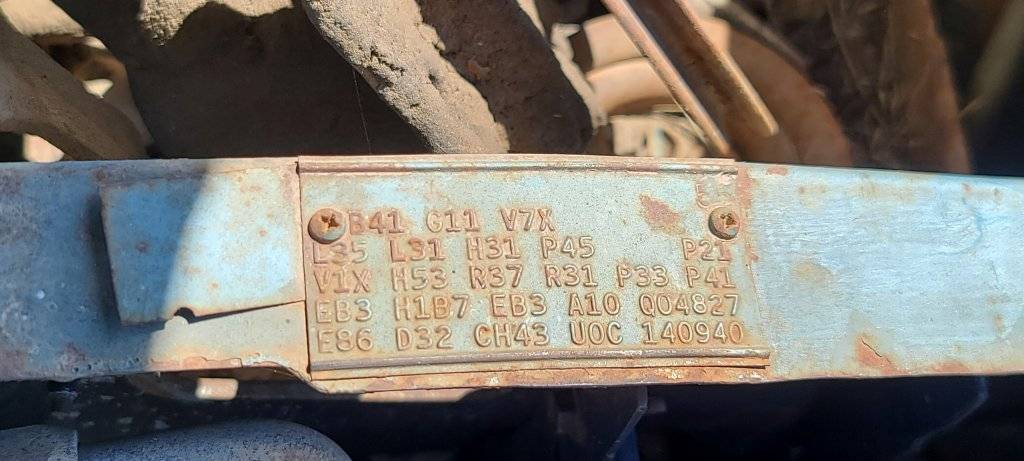 B41 G11 V7X
L35 L31 H31 P45 P21
V1X H53 R37 R31 P33 P41
EB3 H1B7 EB3 A10 Q04827
E86 D32 CH43 U0C 140940